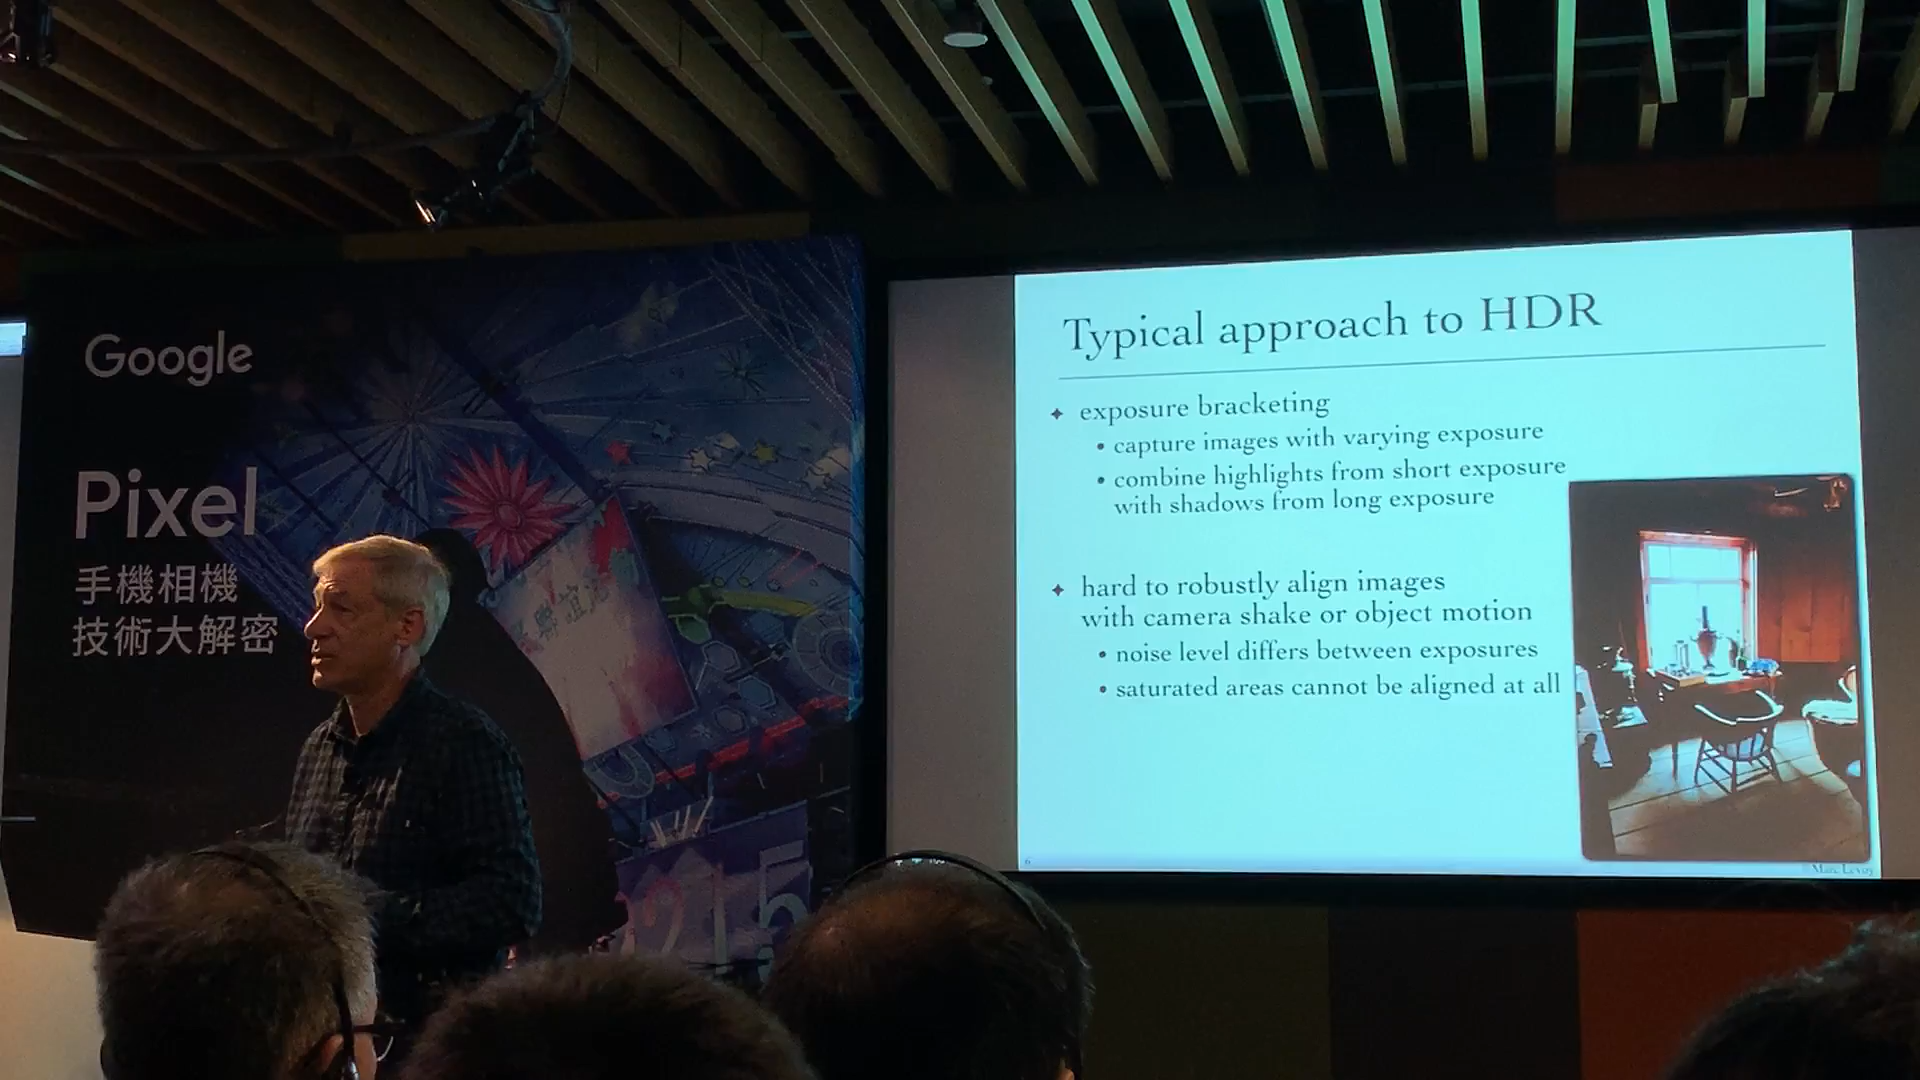 Google
Pixel
手機相機
技術大解密
Typical approach to HDR
✦ exposure bracketing
• capture images with varying exposure
• combine highlights from short exposure
with shadows from long exposure
✦ hard to robustly align images
with camera shake or object motion
• noise level differs between exposures
• saturated areas cannot be aligned at all
6
© Marc Levoy
215